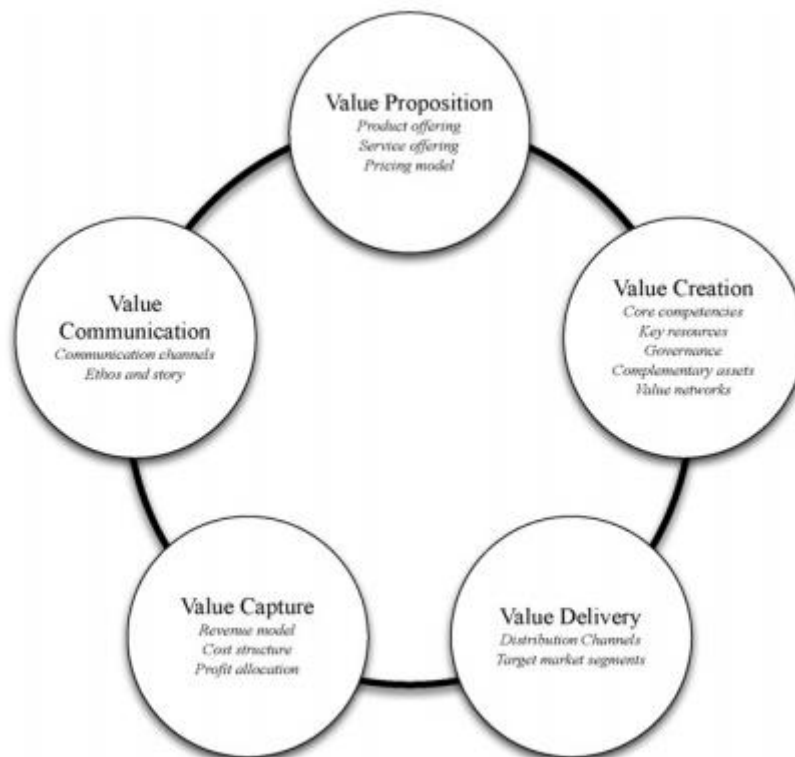 Value Proposition
Product offering
Service offering
Pricing model
Value Creation
Core competencies
Key resources
Governance
Complementary assets
Value networks
Value Delivery
Distribution Channels
Target market segments
Value Capture
Revenue model
Cost structure
Profit allocation
Value
Communication
Communication channels
Ethos and story